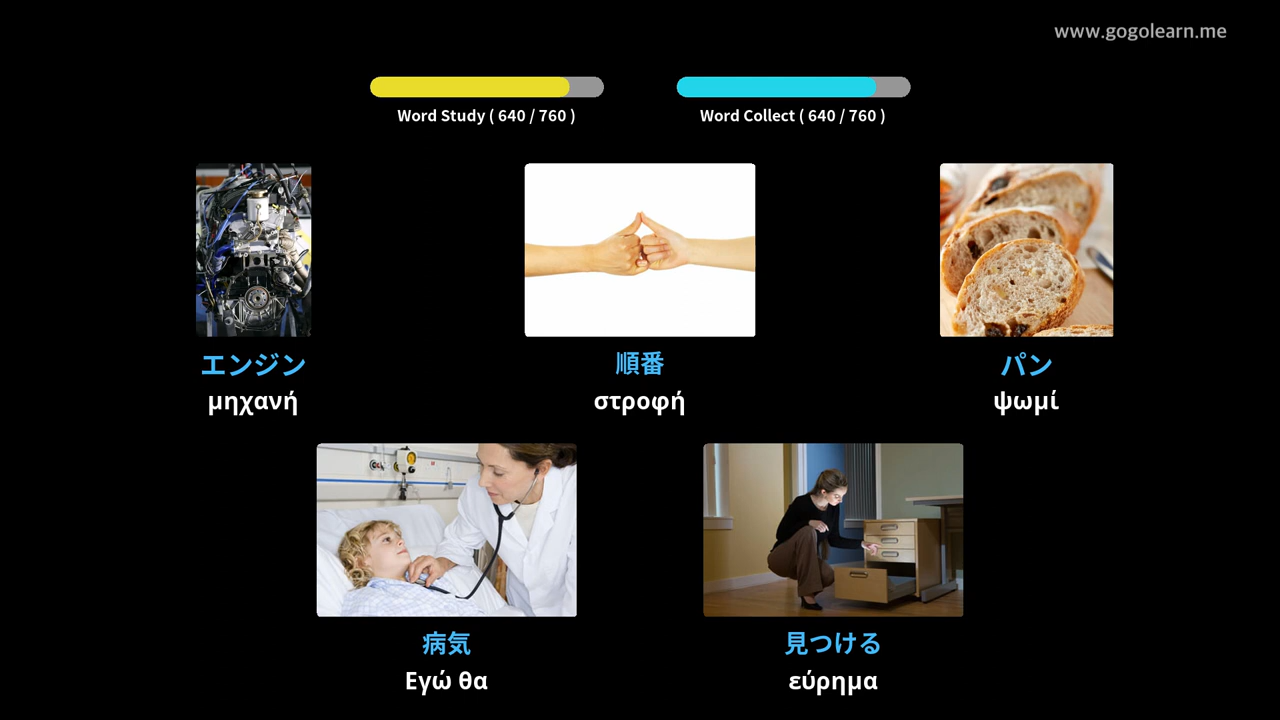 www.gogolearn.me
Word Study ( 640 / 760 )
Word Collect ( 640 / 760 )
エンジン
μηχανή
順番
στροφή
パン
ψωμί
病気
Εγώ θα
見つける
εύρημα